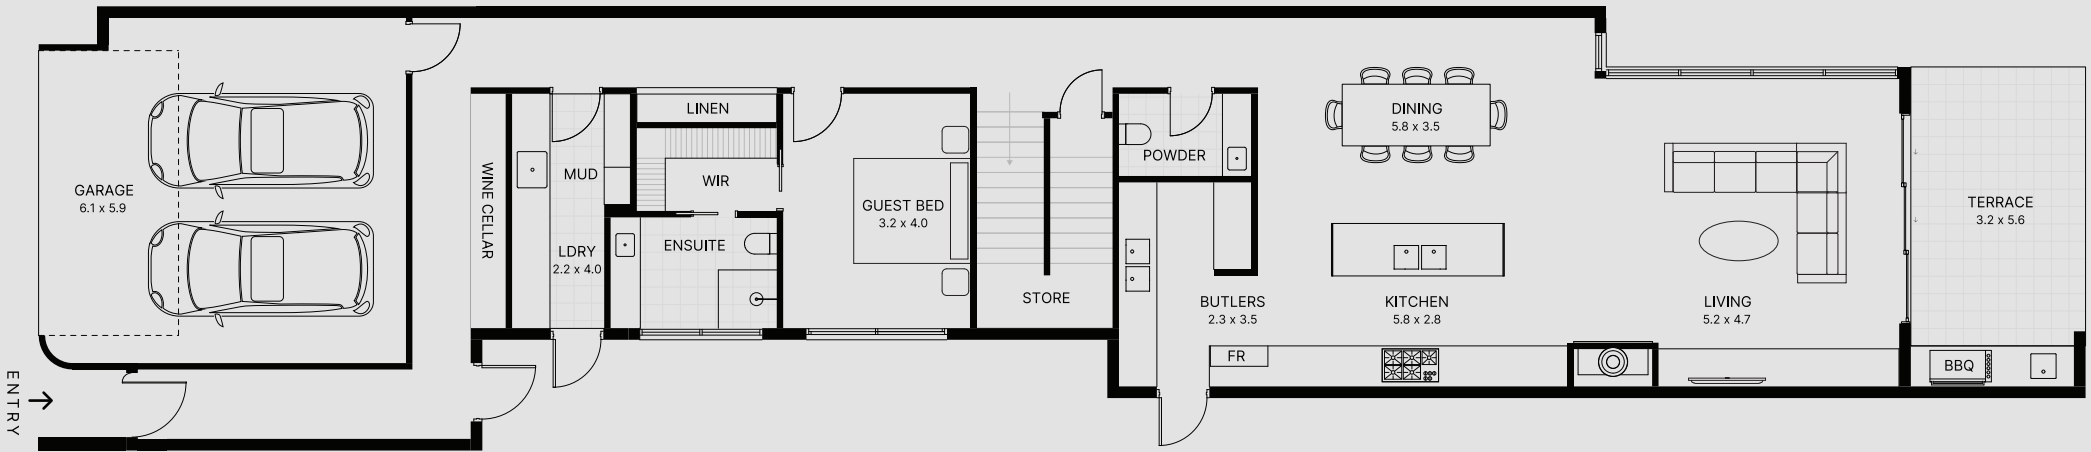 ENTRY
GARAGE
6.1 x 5.9
WINE CELLAR
MUD
LDRY
2.2 x 4.0
LINEN
WIR
ENSUITE
GUEST BED
3.2 x 4.0
STORE
POWDER
BUTLERS
2.3 x 3.5
FR
DINING
5.8 x 3.5
KITCHEN
5.8 x 2.8
LIVING
5.2 x 4.7
TERRACE
3.2 x 5.6
BBQ